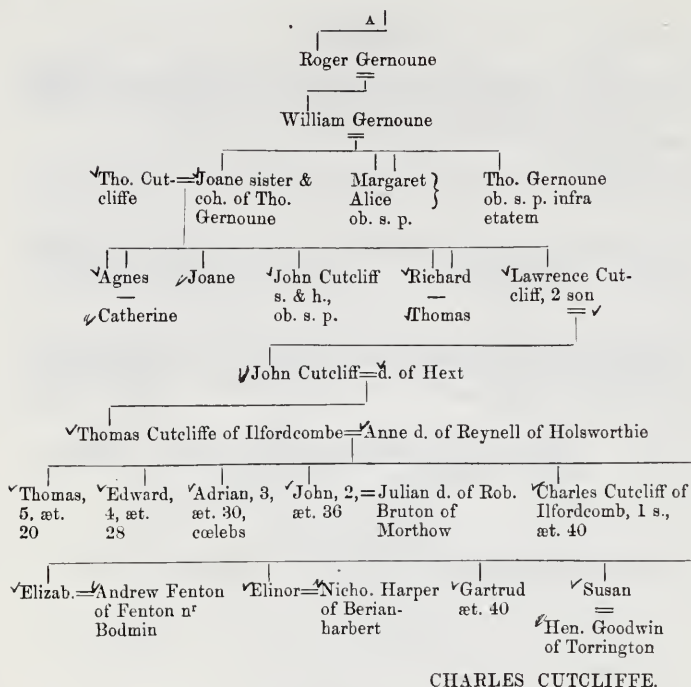 A
Roger Gernoune
William Gernoune
Tho. Cut-
cliffe
=
Joane sister &
coh. of Tho.
Gernoune
Margaret
Alice
ob. s. p.
}
Tho. Gernoune
ob. s. p. infra
etatem
Agnes
—
Catherine
Joane
John Cutcliff
s. & h.,
ob. s. p.
Richard
—
Thomas
Lawrence Cut-
cliff, 2 son
John Cutcliff=d. of Hext
Thomas Cutcliffe of Ilfordcombe=Anne d. of Reynell of Holsworthie
Thomas,
5, æt.
20
Edward,
4, æt.
28
Adrian, 3,
æt. 30,
cœlebs
John, 2,
æt. 36
=
Julian d. of Rob.
Bruton of
Morthow
Charles Cutcliff of
Ilfordcomb, 1 s.,
æt. 40
Elizab.=Andrew Fenton
of Fenton nr
Bodmin
Elinor=Nicho. Harper
of Berian-
harbert
Gartrud
æt. 40
Susan
=
Hen. Goodwin
of Torrington
CHARLES CUTCLIFFE.